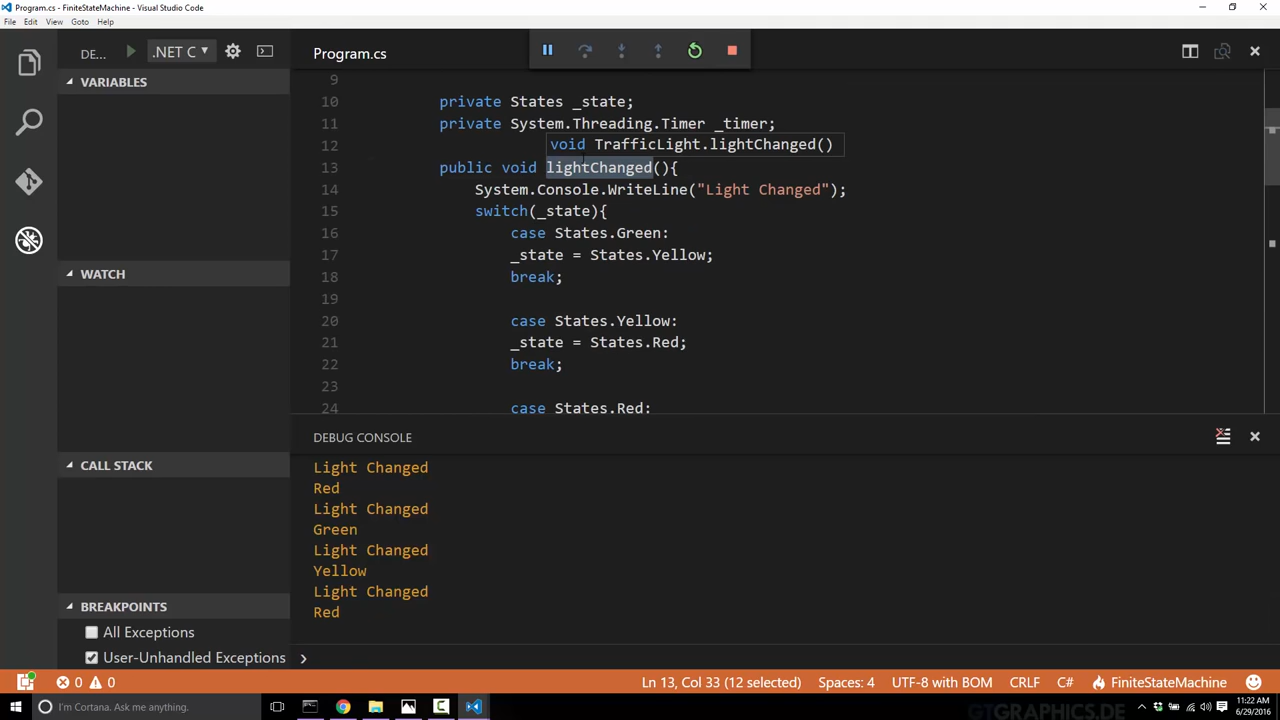 Program.cs - FiniteStateMachine - Visual Studio Code
File Edit View Goto Help
DE... .NET C
Program.cs
VARIABLES
WATCH
CALL STACK
BREAKPOINTS
All Exceptions
User-Unhandled Exceptions
9
10 private States _state;
11 private System.Threading.Timer _timer;
12
void TrafficLight.lightChanged()
13 public void lightChanged(){
14 System.Console.WriteLine("Light Changed");
15 switch(_state){
16 case States.Green:
17 _state = States.Yellow;
18 break;
19
20 case States.Yellow:
21 _state = States.Red;
22 break;
23
24 case States.Red:
DEBUG CONSOLE
Light Changed
Red
Light Changed
Green
Light Changed
Yellow
Light Changed
Red
0 0 Ln 13, Col 33 (12 selected) Spaces: 4 UTF-8 with BOM CRLF C# FiniteStateMachine
I'm Cortana. Ask me anything.
11:22 AM
6/29/2016
GTGRAPHICS.DE